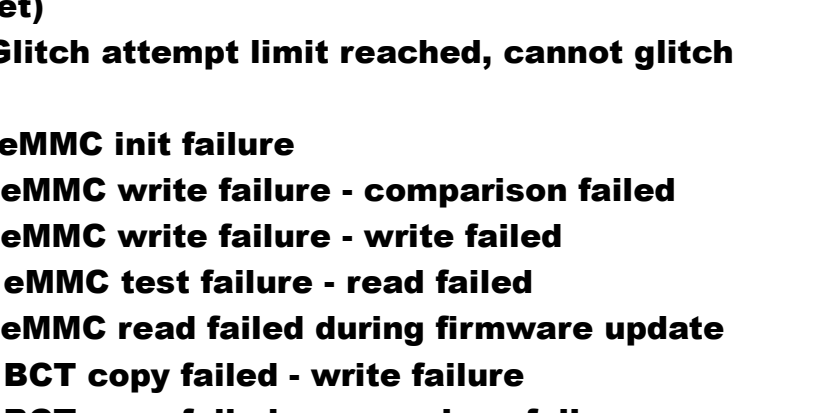 et)
Glitch attempt limit reached, cannot glitch
eMMC init failure
eMMC write failure - comparison failed
eMMC write failure - write failed
eMMC test failure - read failed
eMMC read failed during firmware update
BCT copy failed - write failure